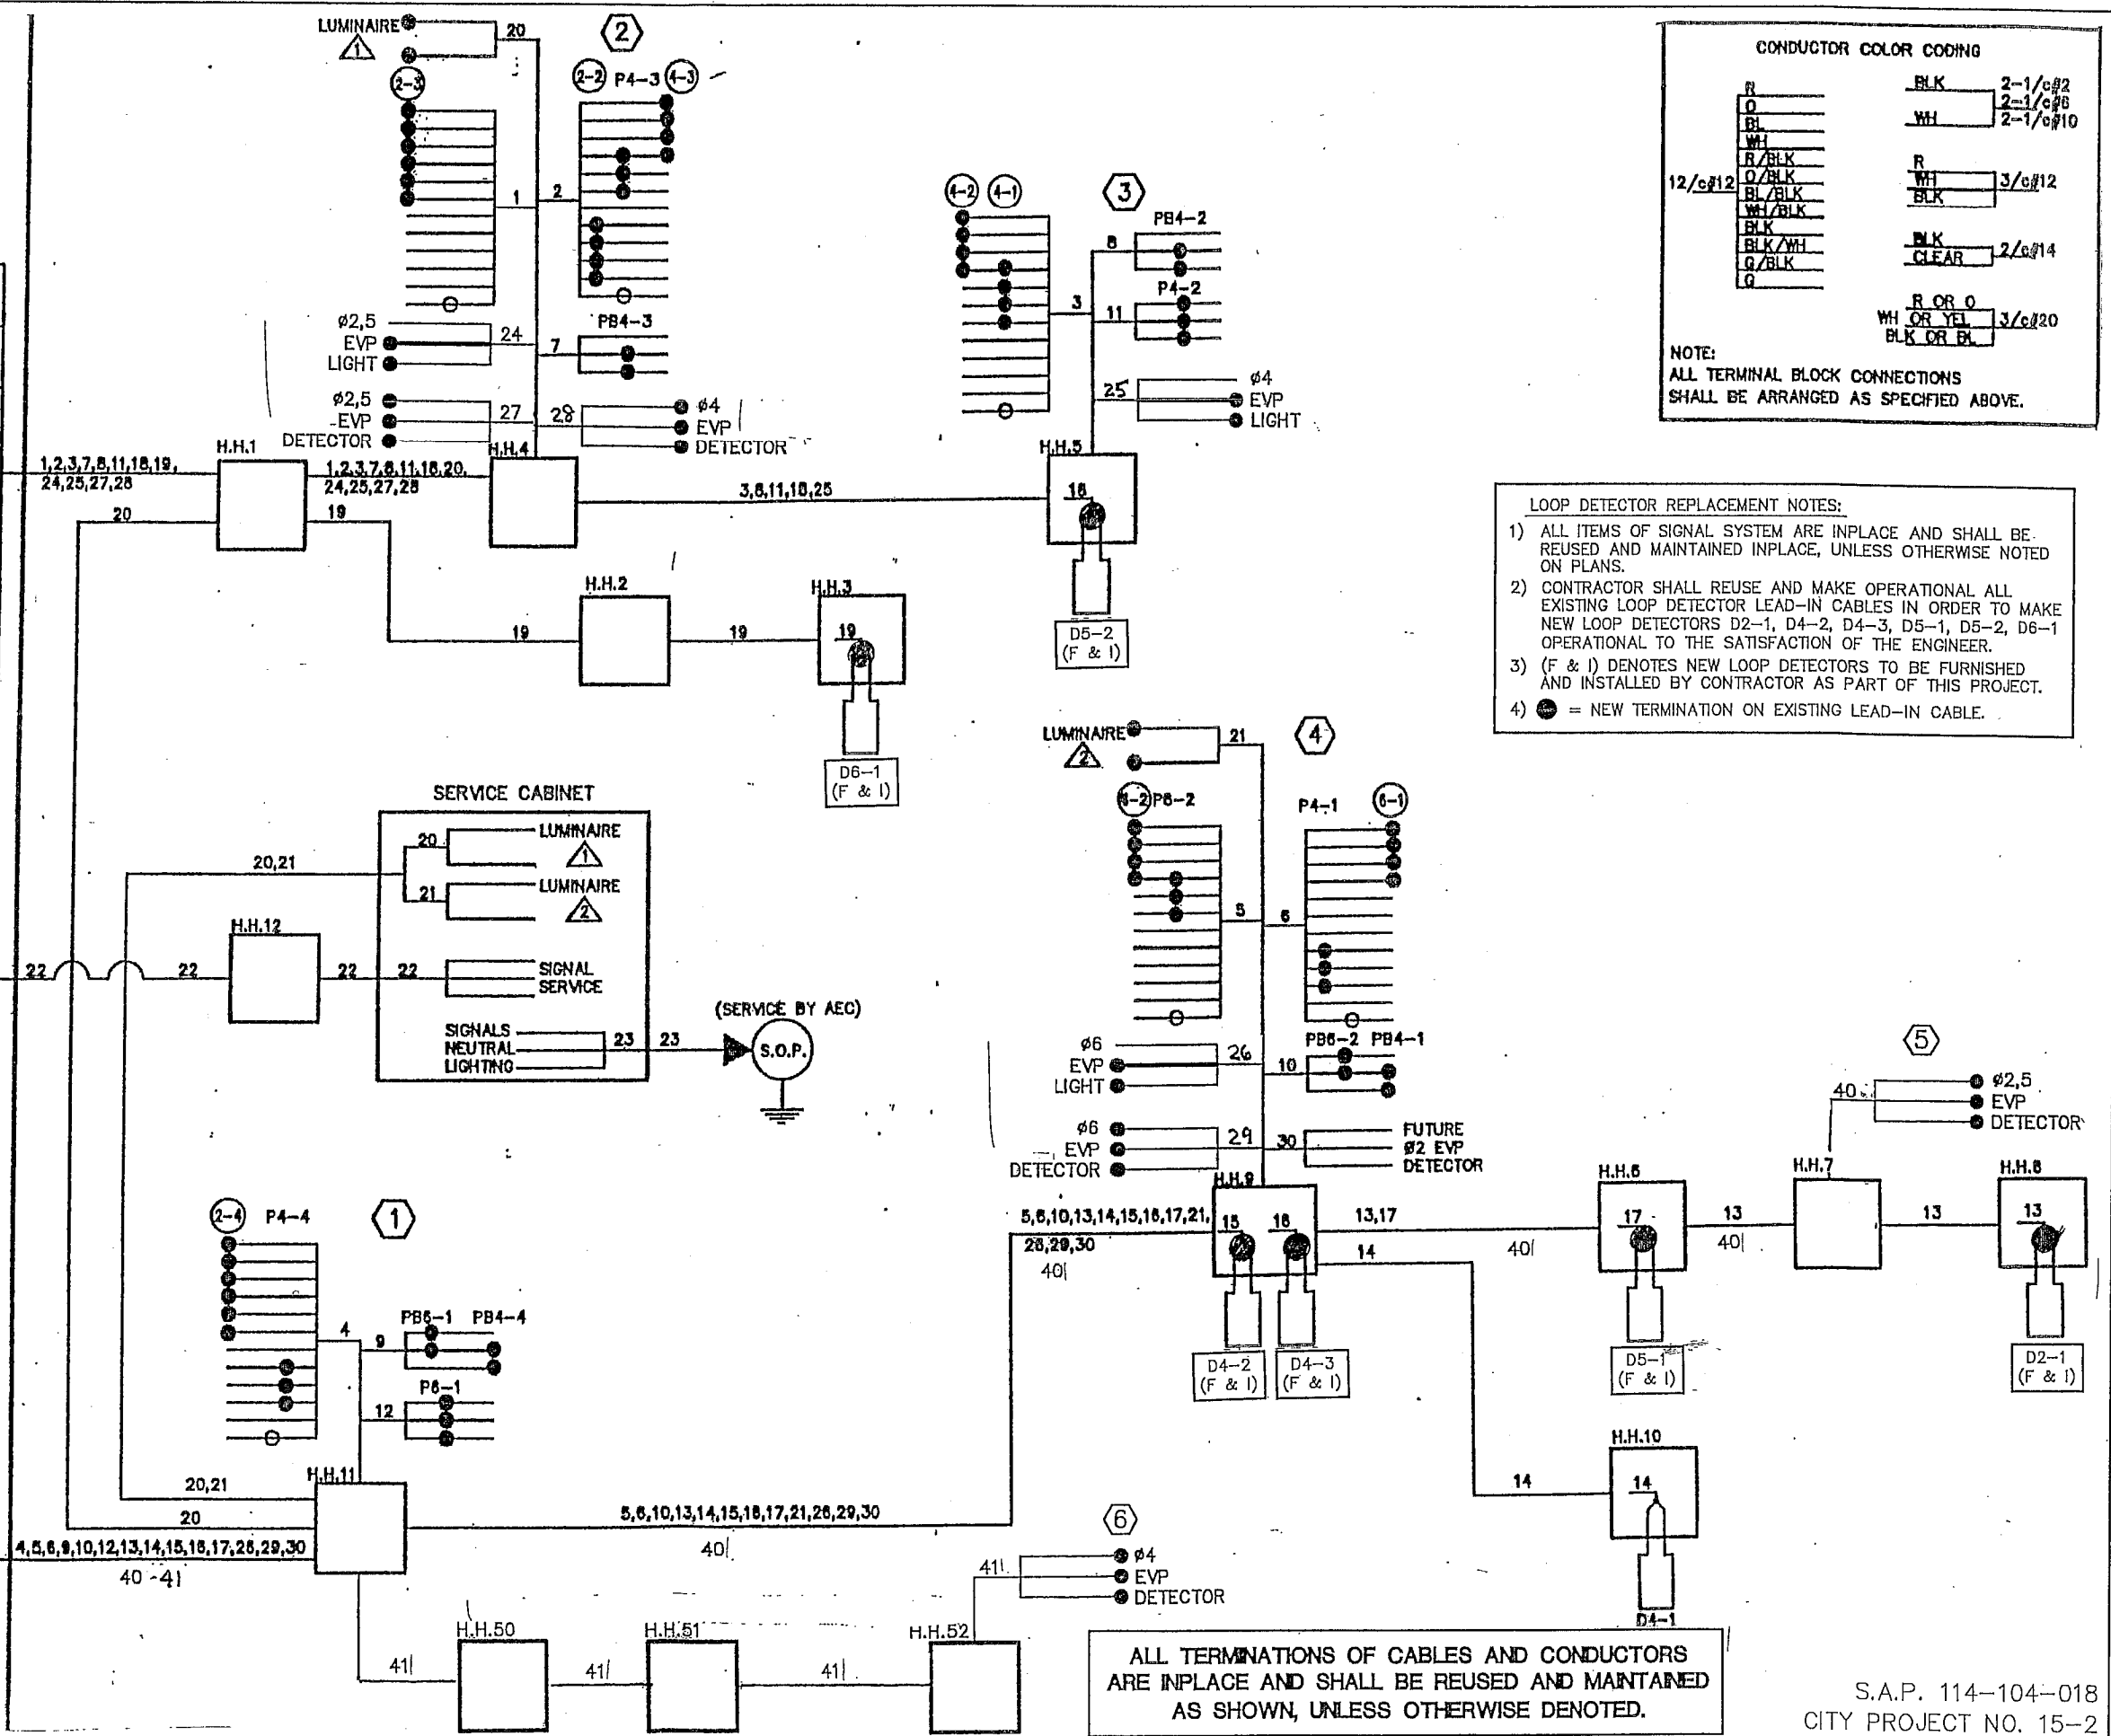 LUMINAIRE
1
20
2
2-3
2-2 P4-3 4-3
1
2
ø2,5
EVP
LIGHT
24
PB4-3
7
ø2,5
EVP
DETECTOR
27
28
ø4
EVP
DETECTOR
4-2 4-1
3
PB4-2
8
P4-2
3
11
25
ø4
EVP
LIGHT
CONDUCTOR COLOR CODING
R
O
BL
WH
R/BLK
O/BLK
BL/BLK
WH/BLK
BLK
BLK/WH
G/BLK
G
12/c#12
BLK
WH
2-1/c#2
2-1/c#6
2-1/c#10
R
WH
BLK
3/c#12
BLK
CLEAR
2/c#14
R OR O
WH OR YEL
BLK OR BL
3/c#20
NOTE:
ALL TERMINAL BLOCK CONNECTIONS
SHALL BE ARRANGED AS SPECIFIED ABOVE.
H.H.1
H.H.4
H.H.5
1,2,3,7,8,11,18,19,
24,25,27,28
1,2,3,7,8,11,18,20,
24,25,27,28
3,8,11,18,25
18
20
19
H.H.2
H.H.3
19
19
19
D5-2
(F & I)
D6-1
(F & I)
LOOP DETECTOR REPLACEMENT NOTES:
1) ALL ITEMS OF SIGNAL SYSTEM ARE INPLACE AND SHALL BE
REUSED AND MAINTAINED INPLACE, UNLESS OTHERWISE NOTED
ON PLANS.
2) CONTRACTOR SHALL REUSE AND MAKE OPERATIONAL ALL
EXISTING LOOP DETECTOR LEAD-IN CABLES IN ORDER TO MAKE
NEW LOOP DETECTORS D2-1, D4-2, D4-3, D5-1, D5-2, D6-1
OPERATIONAL TO THE SATISFACTION OF THE ENGINEER.
3) (F & I) DENOTES NEW LOOP DETECTORS TO BE FURNISHED
AND INSTALLED BY CONTRACTOR AS PART OF THIS PROJECT.
4) = NEW TERMINATION ON EXISTING LEAD-IN CABLE.
SERVICE CABINET
20
LUMINAIRE
1
20,21
21
LUMINAIRE
2
H.H.12
22
22
22
22
SIGNAL
SERVICE
SIGNALS
NEUTRAL
LIGHTING
23
23
(SERVICE BY AEC)
S.O.P.
LUMINAIRE
2
21
4
P6-2
P4-1 6-1
5
6
ø6
EVP
LIGHT
26
PB6-2 PB4-1
10
ø6
EVP
DETECTOR
29
30
FUTURE
ø2 EVP
DETECTOR
5
40
ø2,5
EVP
DETECTOR
H.H.9
H.H.6
H.H.7
H.H.8
5,6,10,13,14,15,16,17,21,
26,29,30
40
15
16
13,17
40
14
17
13
40
13
13
D4-2
(F & I)
D4-3
(F & I)
D5-1
(F & I)
D2-1
(F & I)
H.H.10
14
14
D4-1
2-4 P4-4
1
4
PB6-1 PB4-4
9
P6-1
12
H.H.11
20,21
20
4,5,6,9,10,12,13,14,15,16,17,26,29,30
40-41
5,6,10,13,14,15,16,17,21,26,29,30
40
6
41
ø4
EVP
DETECTOR
H.H.50
H.H.51
H.H.52
41
41
41
ALL TERMINATIONS OF CABLES AND CONDUCTORS
ARE INPLACE AND SHALL BE REUSED AND MAINTAINED
AS SHOWN, UNLESS OTHERWISE DENOTED.
S.A.P. 114-104-018
CITY PROJECT NO. 15-2